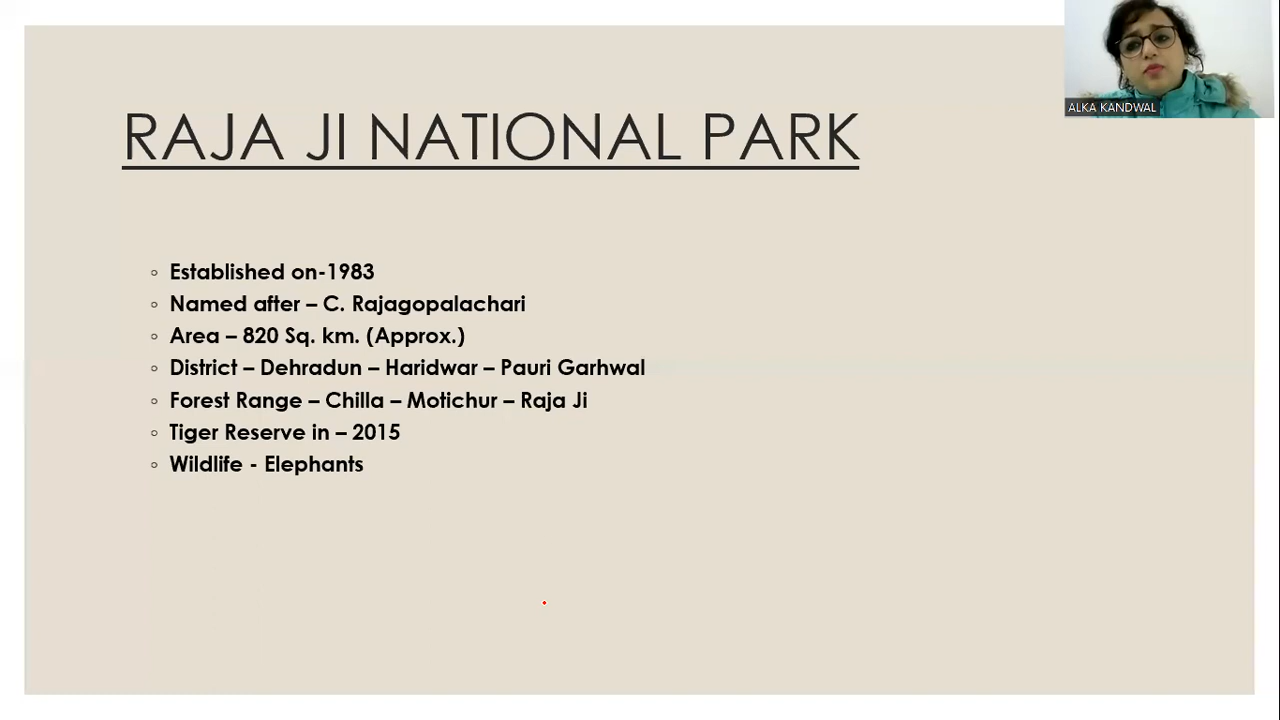 ALKA KANDWAL
RAJA JI NATIONAL PARK
Established on-1983
Named after – C. Rajagopalachari
Area – 820 Sq. km. (Approx.)
District – Dehradun – Haridwar – Pauri Garhwal
Forest Range – Chilla – Motichur – Raja Ji
Tiger Reserve in – 2015
Wildlife - Elephants